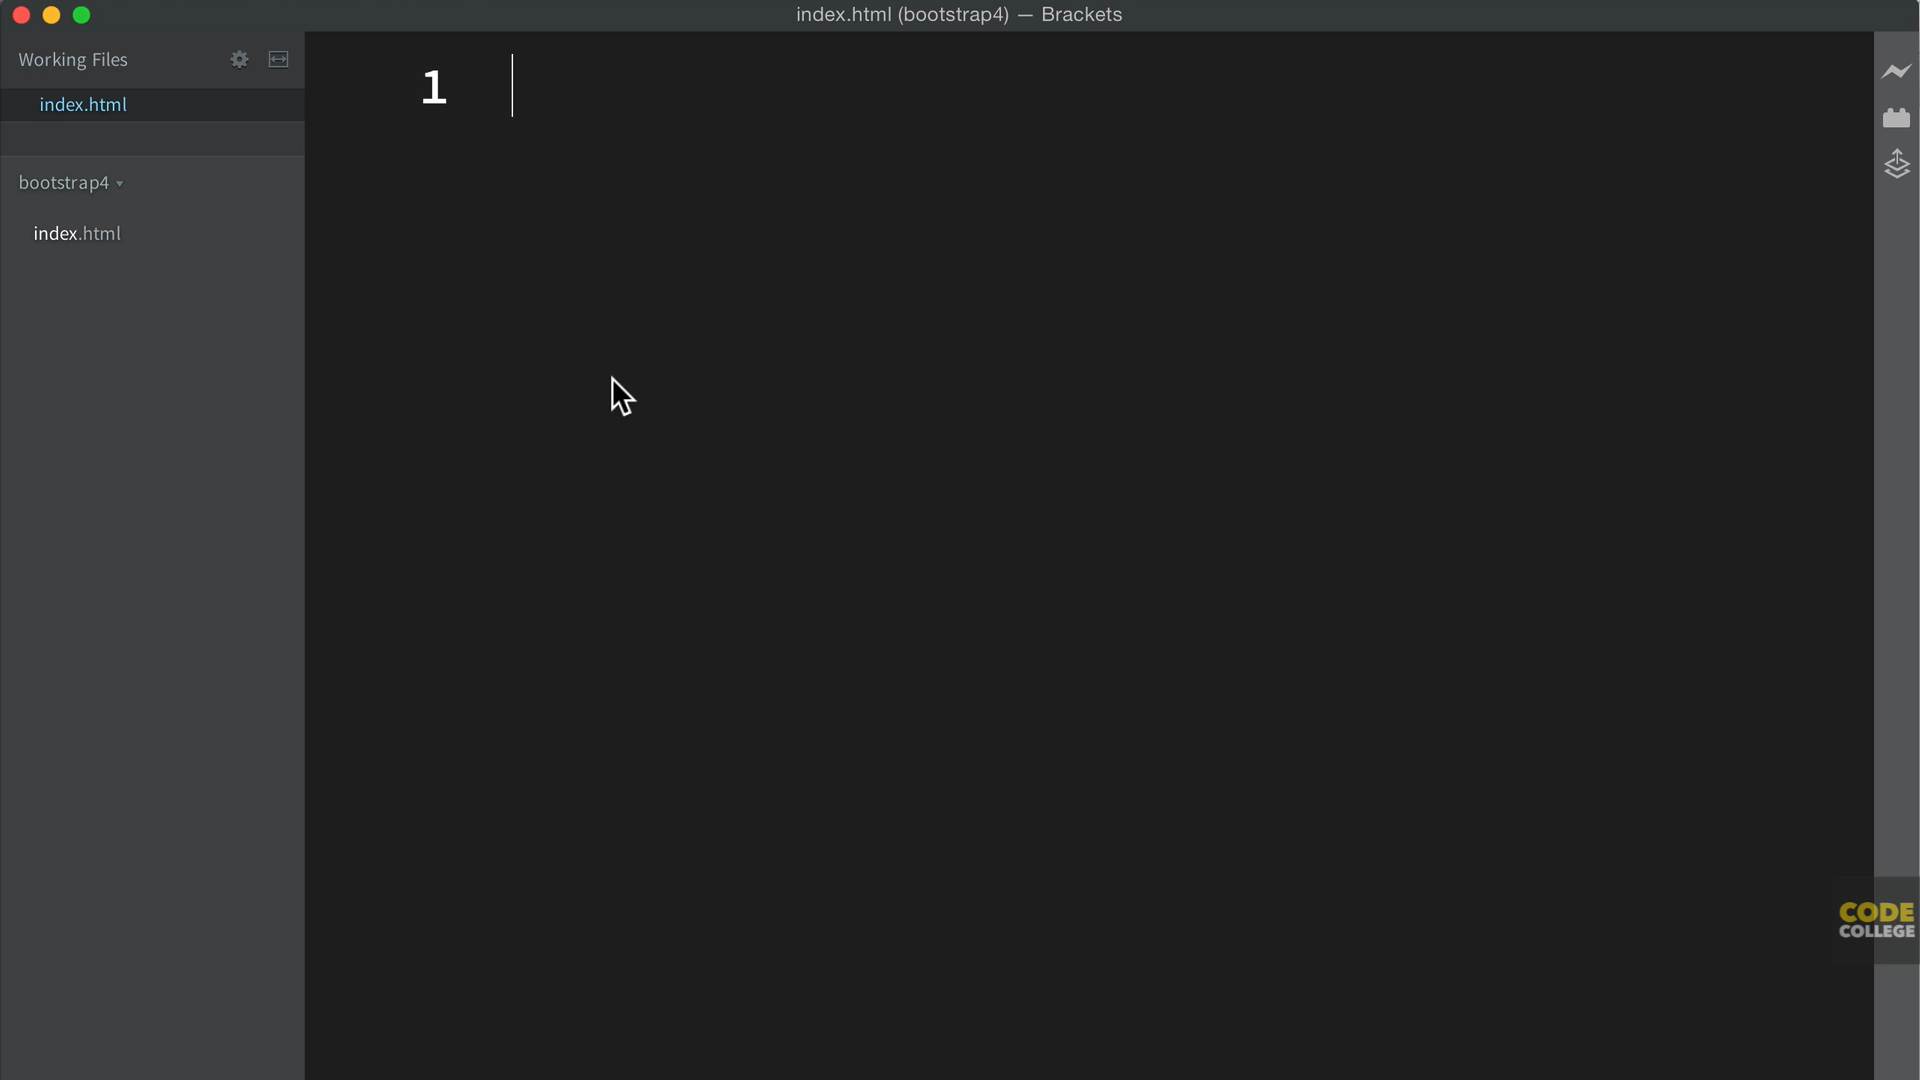 index.html (bootstrap4) — Brackets
Working Files
index.html
bootstrap4
index.html
1
CODE
COLLEGE